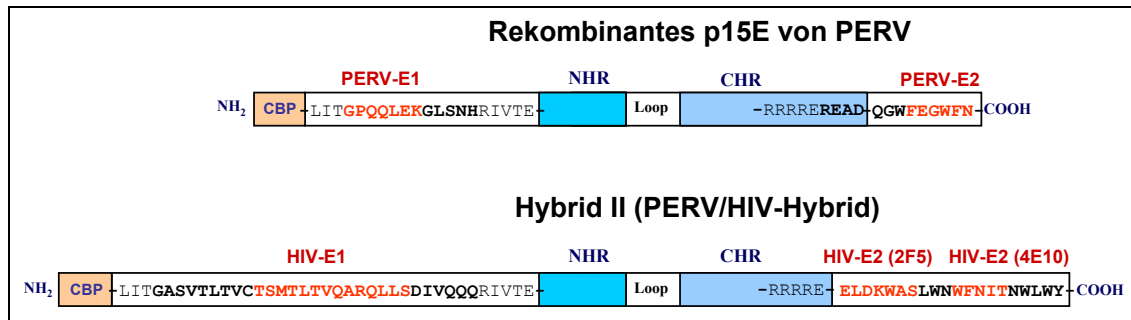 Rekombinantes p15E von PERV
PERV-E1 NHR CHR PERV-E2
NH2 CBP -LITGPQQLEKGLSNHRIVTE- Loop -RRRREREAD QGWFEGWFN -COOH
Hybrid II (PERV/HIV-Hybrid)
HIV-E1 NHR CHR HIV-E2 (2F5) HIV-E2 (4E10)
NH2 CBP -LITGASVTLTVCTSMTLTVQARQLLSDIVQQQRIVTE- Loop -RRRRE- ELDKWASLWNWFNITNWLWY -COOH